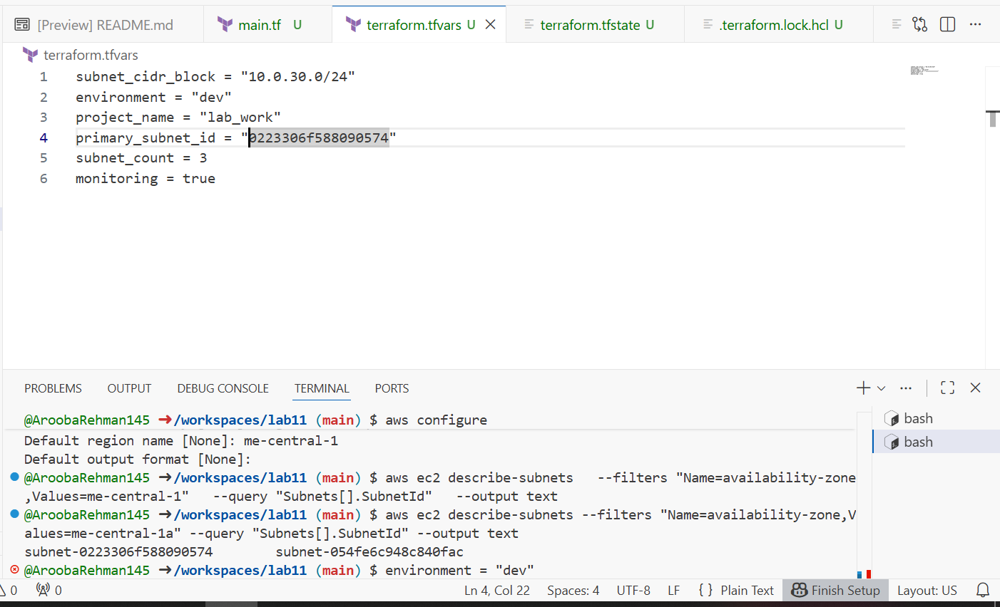 [Preview] README.md main.tf U terraform.tfvars U terraform.tfstate U .terraform.lock.hcl U
terraform.tfvars
1 subnet_cidr_block = "10.0.30.0/24"
2 environment = "dev"
3 project_name = "lab_work"
4 primary_subnet_id = "0223306f588090574"
5 subnet_count = 3
6 monitoring = true
PROBLEMS OUTPUT DEBUG CONSOLE TERMINAL PORTS
@AroobaRehman145 ➜/workspaces/lab11 (main) $ aws configure
Default region name [None]: me-central-1
Default output format [None]:
@AroobaRehman145 ➜/workspaces/lab11 (main) $ aws ec2 describe-subnets   --filters "Name=availability-zone
,Values=me-central-1"   --query "Subnets[].SubnetId"   --output text
@AroobaRehman145 ➜/workspaces/lab11 (main) $ aws ec2 describe-subnets --filters "Name=availability-zone,V
alues=me-central-1a" --query "Subnets[].SubnetId" --output text
subnet-0223306f588090574        subnet-054fe6c948c840fac
@AroobaRehman145 ➜/workspaces/lab11 (main) $ environment = "dev"
bash
bash
0 0 Ln 4, Col 22 Spaces: 4 UTF-8 LF { } Plain Text Finish Setup Layout: US